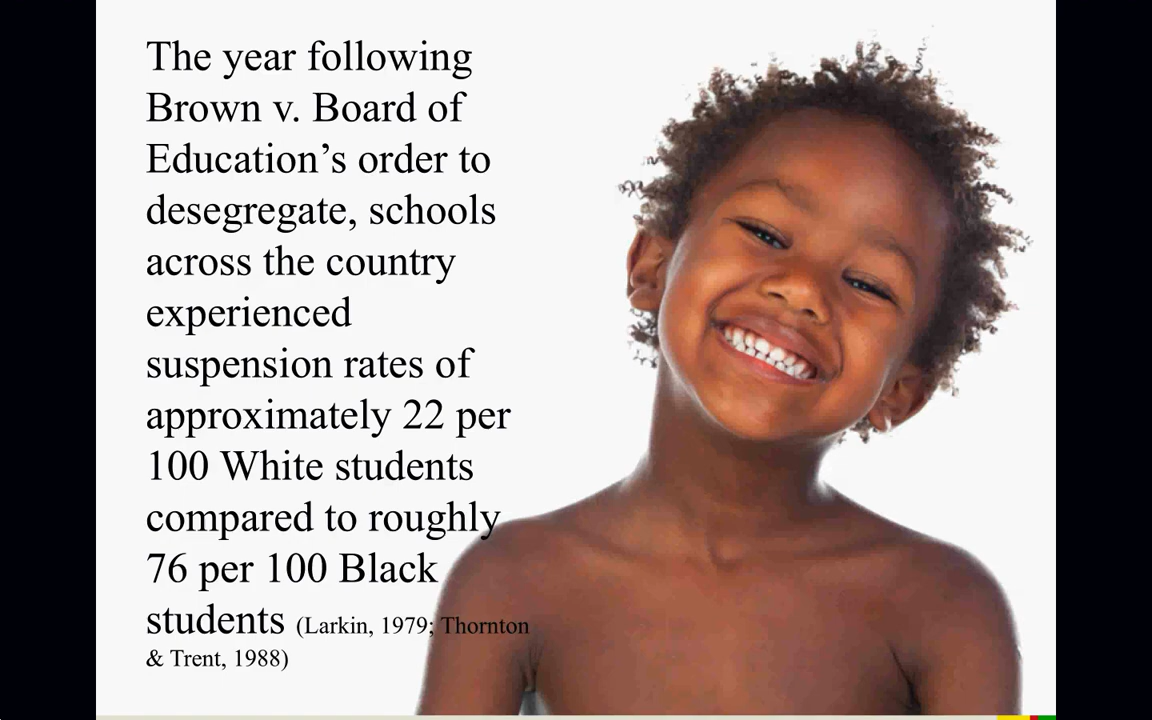 The year following
Brown v. Board of
Education’s order to
desegregate, schools
across the country
experienced
suspension rates of
approximately 22 per
100 White students
compared to roughly
76 per 100 Black
students (Larkin, 1979; Thornton
& Trent, 1988)